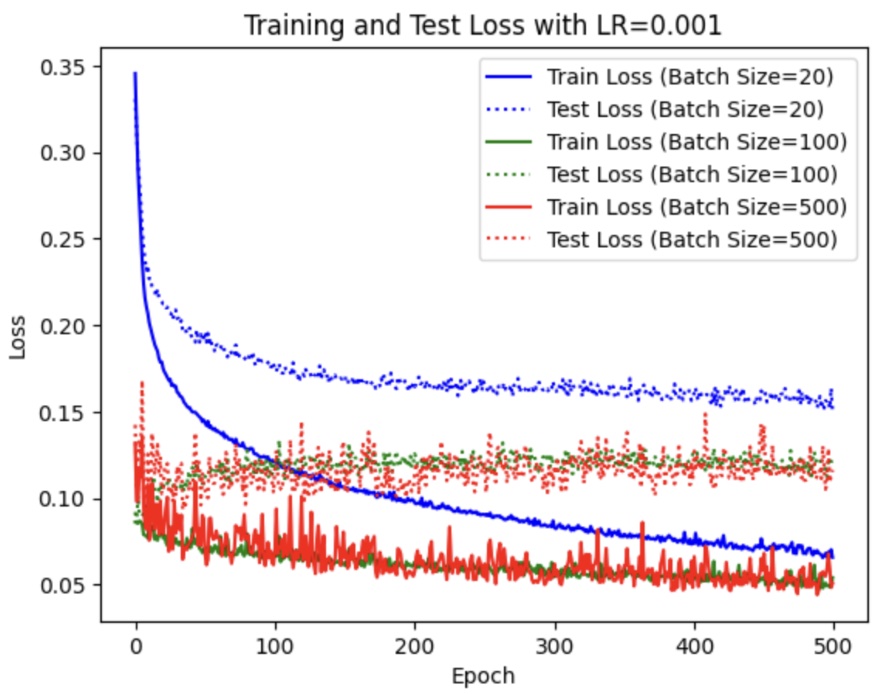 Training and Test Loss with LR=0.001
Train Loss (Batch Size=20)
Test Loss (Batch Size=20)
Train Loss (Batch Size=100)
Test Loss (Batch Size=100)
Train Loss (Batch Size=500)
Test Loss (Batch Size=500)
Loss
0.35
0.30
0.25
0.20
0.15
0.10
0.05
0 100 200 300 400 500
Epoch